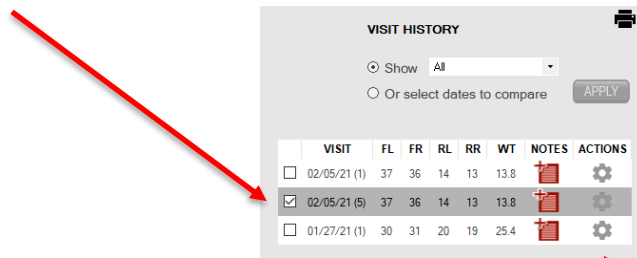 VISIT HISTORY
Show All
Or select dates to compare APPLY
VISIT FL FR RL RR WT NOTES ACTIONS
02/05/21 (1) 37 36 14 13 13.8
02/05/21 (5) 37 36 14 13 13.8
01/27/21 (1) 30 31 20 19 25.4